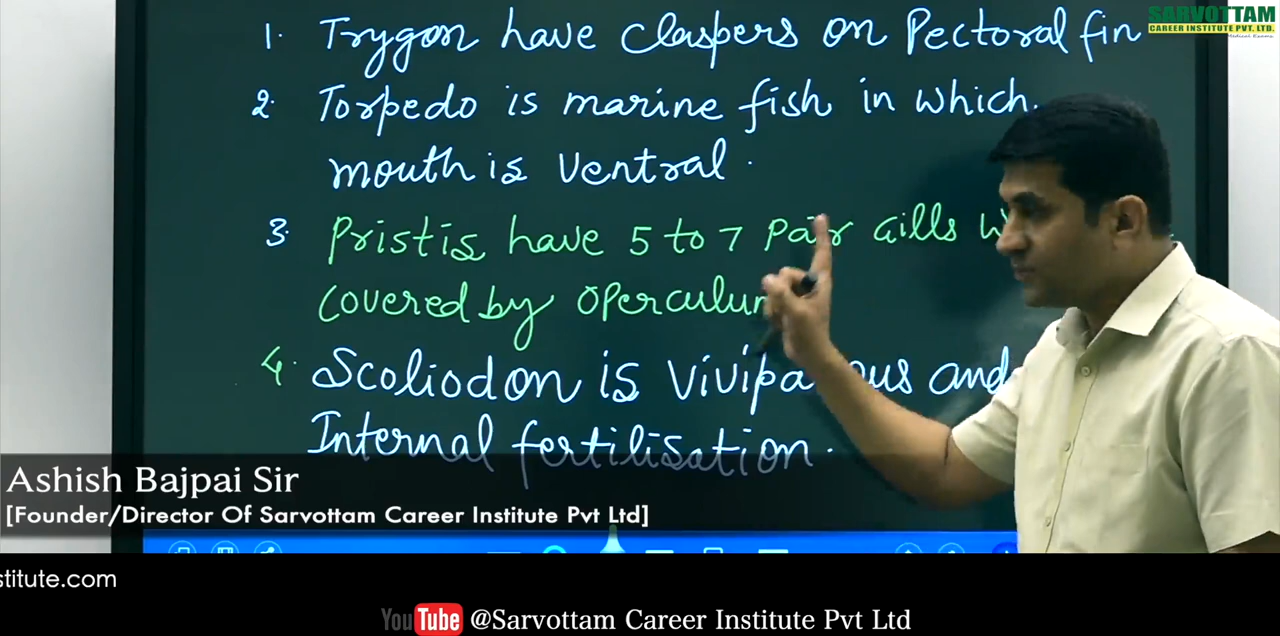 SARVOTTAM
CAREER INSTITUTE PVT. LTD.
1. Trygon have claspers on Pectoral fin
2 Torpedo is marine fish in which
mouth is ventral.
3. Pristis have 5 to 7 Pair Gills
covered by operculum
4. Scoliodon is viviparous and
Internal fertilisation.
Ashish Bajpai Sir
[Founder/Director Of Sarvottam Career Institute Pvt Ltd]
stitute.com
YouTube @Sarvottam Career Institute Pvt Ltd